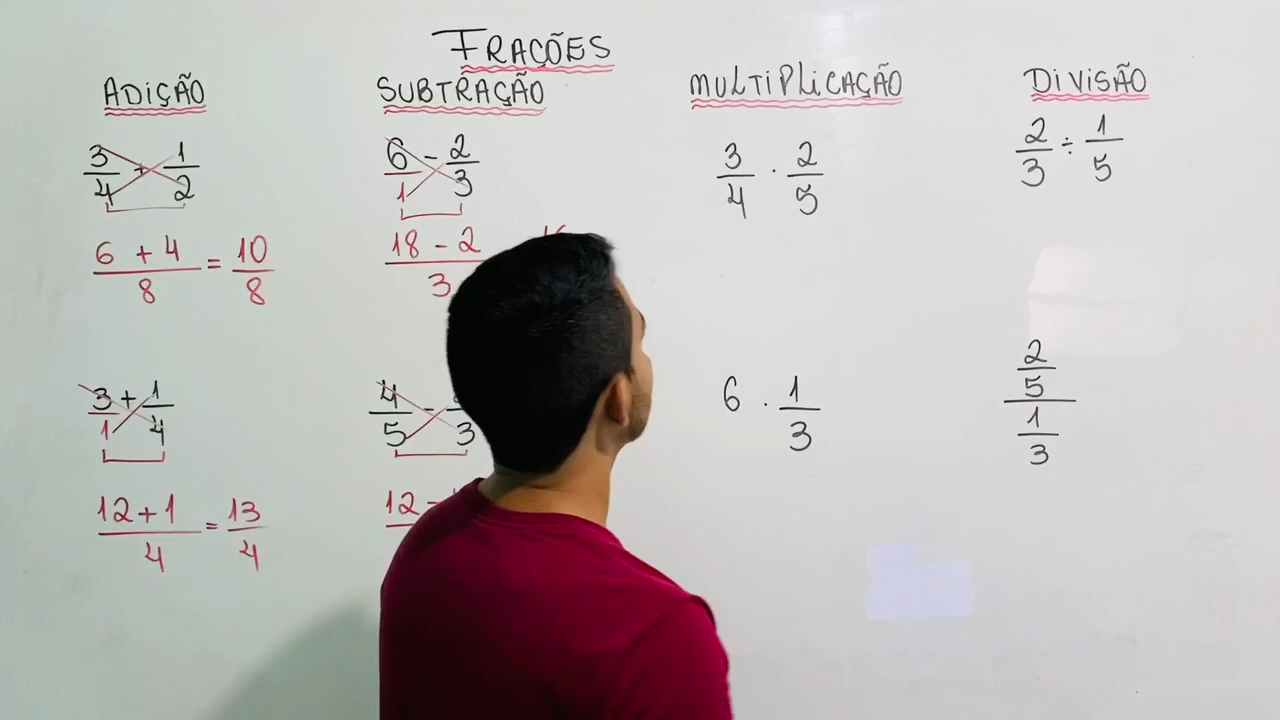 FRAÇÕES
ADIÇÃO
3/4 + 1/2
6 + 4/8 = 10/8
3/1 + 1/4
12 + 1/4 = 13/4
SUBTRAÇÃO
6/1 - 2/3
18 - 2/3
4/5 - /3
12 -
MULTIPLICAÇÃO
3/4 · 2/5
6 · 1/3
DIVISÃO
2/3 ÷ 1/5
2/5
1/3